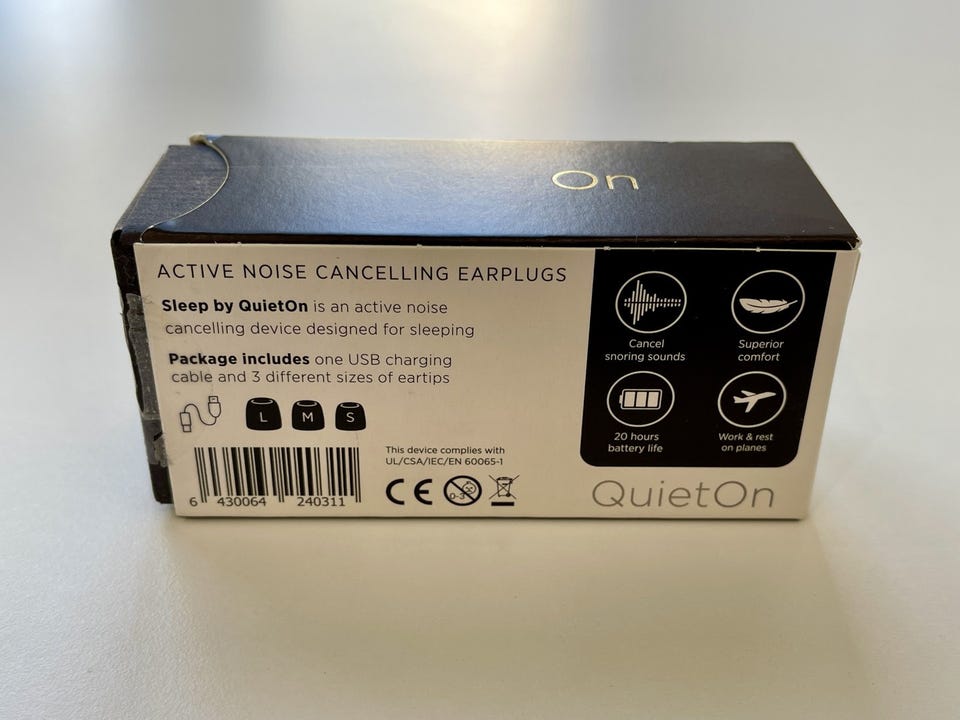 On
ACTIVE NOISE CANCELLING EARPLUGS
Sleep by QuietOn is an active noise
cancelling device designed for sleeping
Package includes one USB charging
cable and 3 different sizes of eartips
L M S
This device complies with
UL/CSA/IEC/EN 60065-1
6 430064 240311
CE 0-3
Cancel
snoring sounds
Superior
comfort
20 hours
battery life
Work & rest
on planes
QuietOn